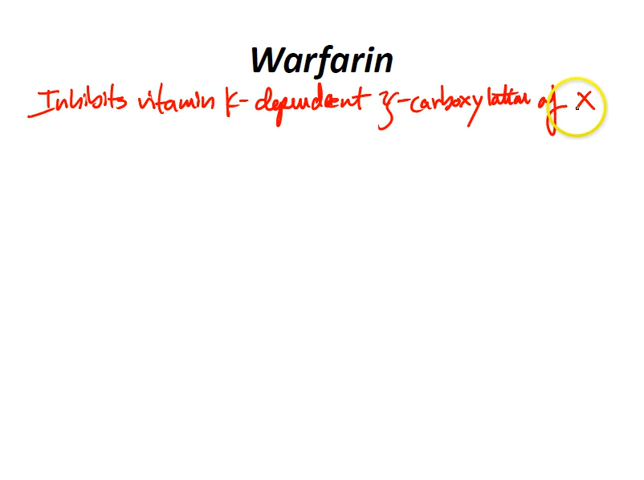 Warfarin
Inhibits vitamin K-dependent γ-carboxylation of X